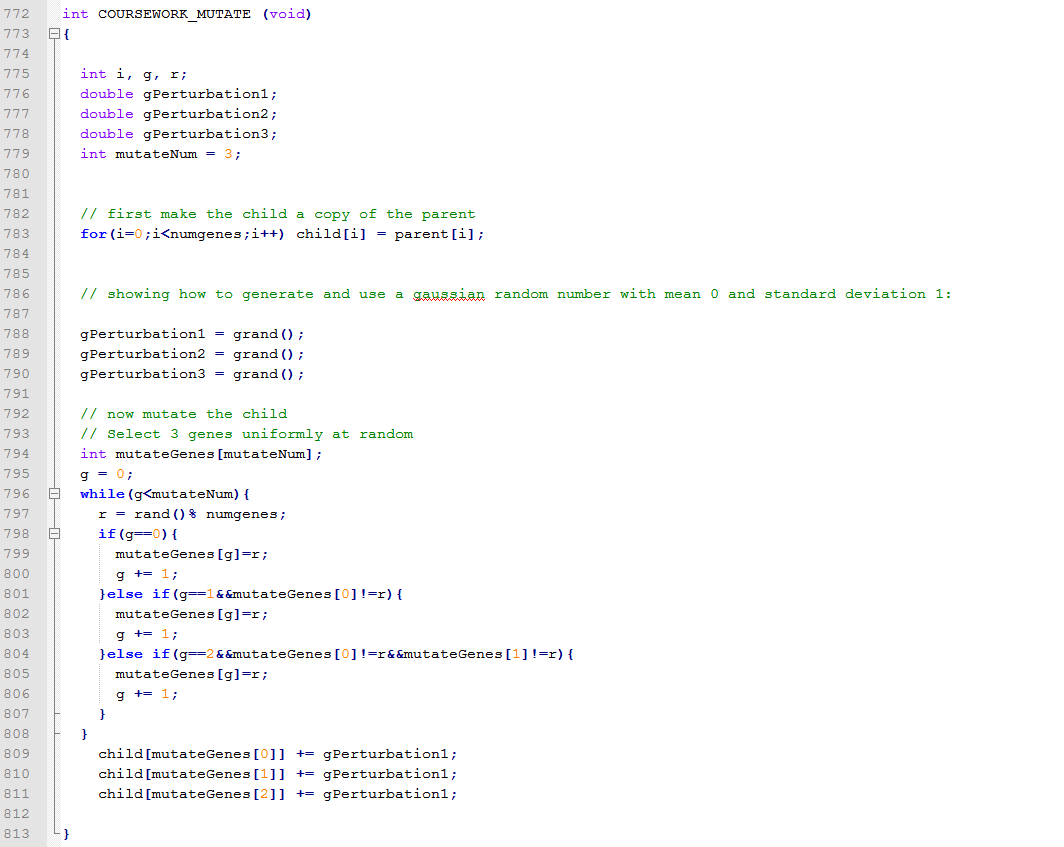 772 int COURSEWORK_MUTATE (void)
773 {
774
775 int i, g, r;
776 double gPerturbation1;
777 double gPerturbation2;
778 double gPerturbation3;
779 int mutateNum = 3;
780
781
782 // first make the child a copy of the parent
783 for(i=0;i<numgenes;i++) child[i] = parent[i];
784
785
786 // showing how to generate and use a gaussian random number with mean 0 and standard deviation 1:
787
788 gPerturbation1 = grand();
789 gPerturbation2 = grand();
790 gPerturbation3 = grand();
791
792 // now mutate the child
793 // Select 3 genes uniformly at random
794 int mutateGenes[mutateNum];
795 g = 0;
796 while(g<mutateNum){
797 r = rand()% numgenes;
798 if(g==0){
799 mutateGenes[g]=r;
800 g += 1;
801 }else if(g==1&&mutateGenes[0]!=r){
802 mutateGenes[g]=r;
803 g += 1;
804 }else if(g==2&&mutateGenes[0]!=r&&mutateGenes[1]!=r){
805 mutateGenes[g]=r;
806 g += 1;
807 }
808 }
809 child[mutateGenes[0]] += gPerturbation1;
810 child[mutateGenes[1]] += gPerturbation1;
811 child[mutateGenes[2]] += gPerturbation1;
812
813 }